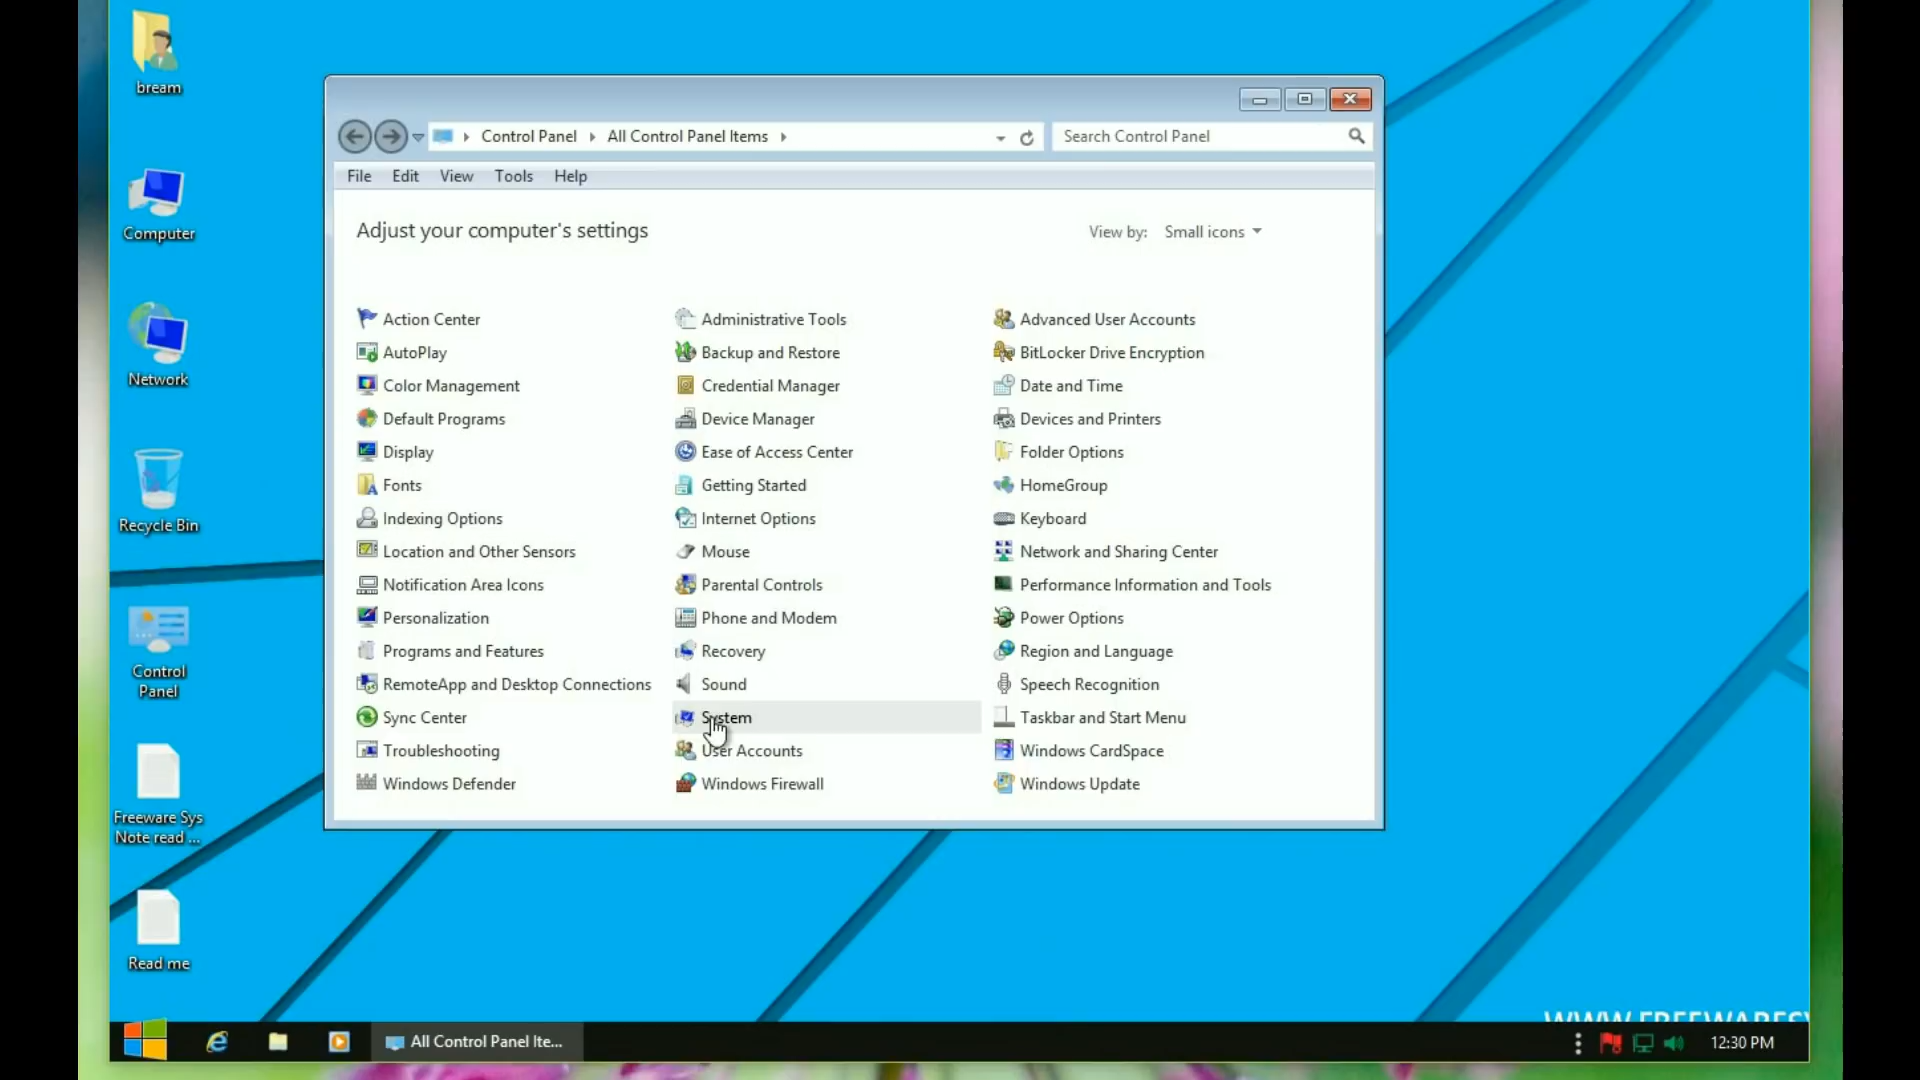 bream
Computer
Network
Recycle Bin
Control
Panel
Freeware Sys
Note read ...
Read me
Control Panel
All Control Panel Items
Search Control Panel
File Edit View Tools Help
Adjust your computer's settings
View by: Small icons
Action Center
Administrative Tools
Advanced User Accounts
AutoPlay
Backup and Restore
BitLocker Drive Encryption
Color Management
Credential Manager
Date and Time
Default Programs
Device Manager
Devices and Printers
Display
Ease of Access Center
Folder Options
Fonts
Getting Started
HomeGroup
Indexing Options
Internet Options
Keyboard
Location and Other Sensors
Mouse
Network and Sharing Center
Notification Area Icons
Parental Controls
Performance Information and Tools
Personalization
Phone and Modem
Power Options
Programs and Features
Recovery
Region and Language
RemoteApp and Desktop Connections
Sound
Speech Recognition
Sync Center
System
Taskbar and Start Menu
Troubleshooting
User Accounts
Windows CardSpace
Windows Defender
Windows Firewall
Windows Update
All Control Panel Ite...
12:30 PM